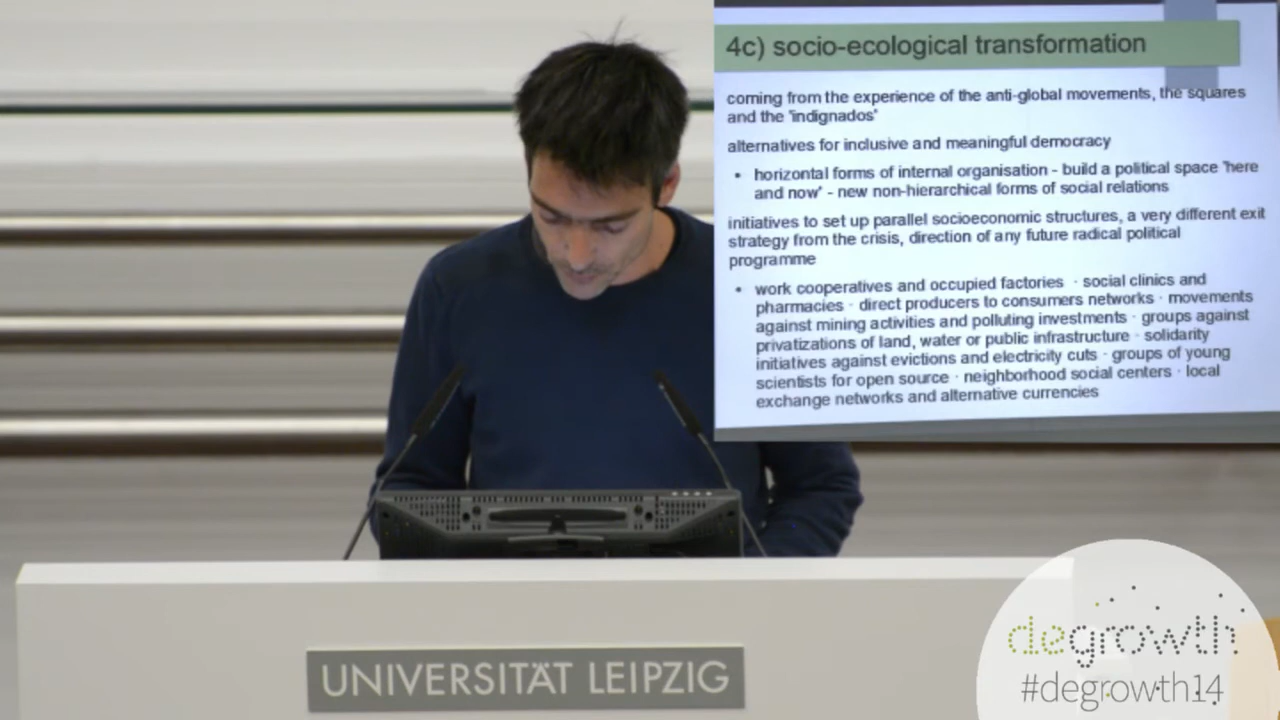 4c) socio-ecological transformation
coming from the experience of the anti-global movements, the squares
and the 'indignados'
alternatives for inclusive and meaningful democracy
• horizontal forms of internal organisation - build a political space 'here
and now' - new non-hierarchical forms of social relations
initiatives to set up parallel socioeconomic structures, a very different exit
strategy from the crisis, direction of any future radical political
programme
• work cooperatives and occupied factories · social clinics and
pharmacies · direct producers to consumers networks · movements
against mining activities and polluting investments · groups against
privatizations of land, water or public infrastructure · solidarity
initiatives against evictions and electricity cuts · groups of young
scientists for open source · neighborhood social centers · local
exchange networks and alternative currencies
UNIVERSITÄT LEIPZIG
degrowth
#degrowth14